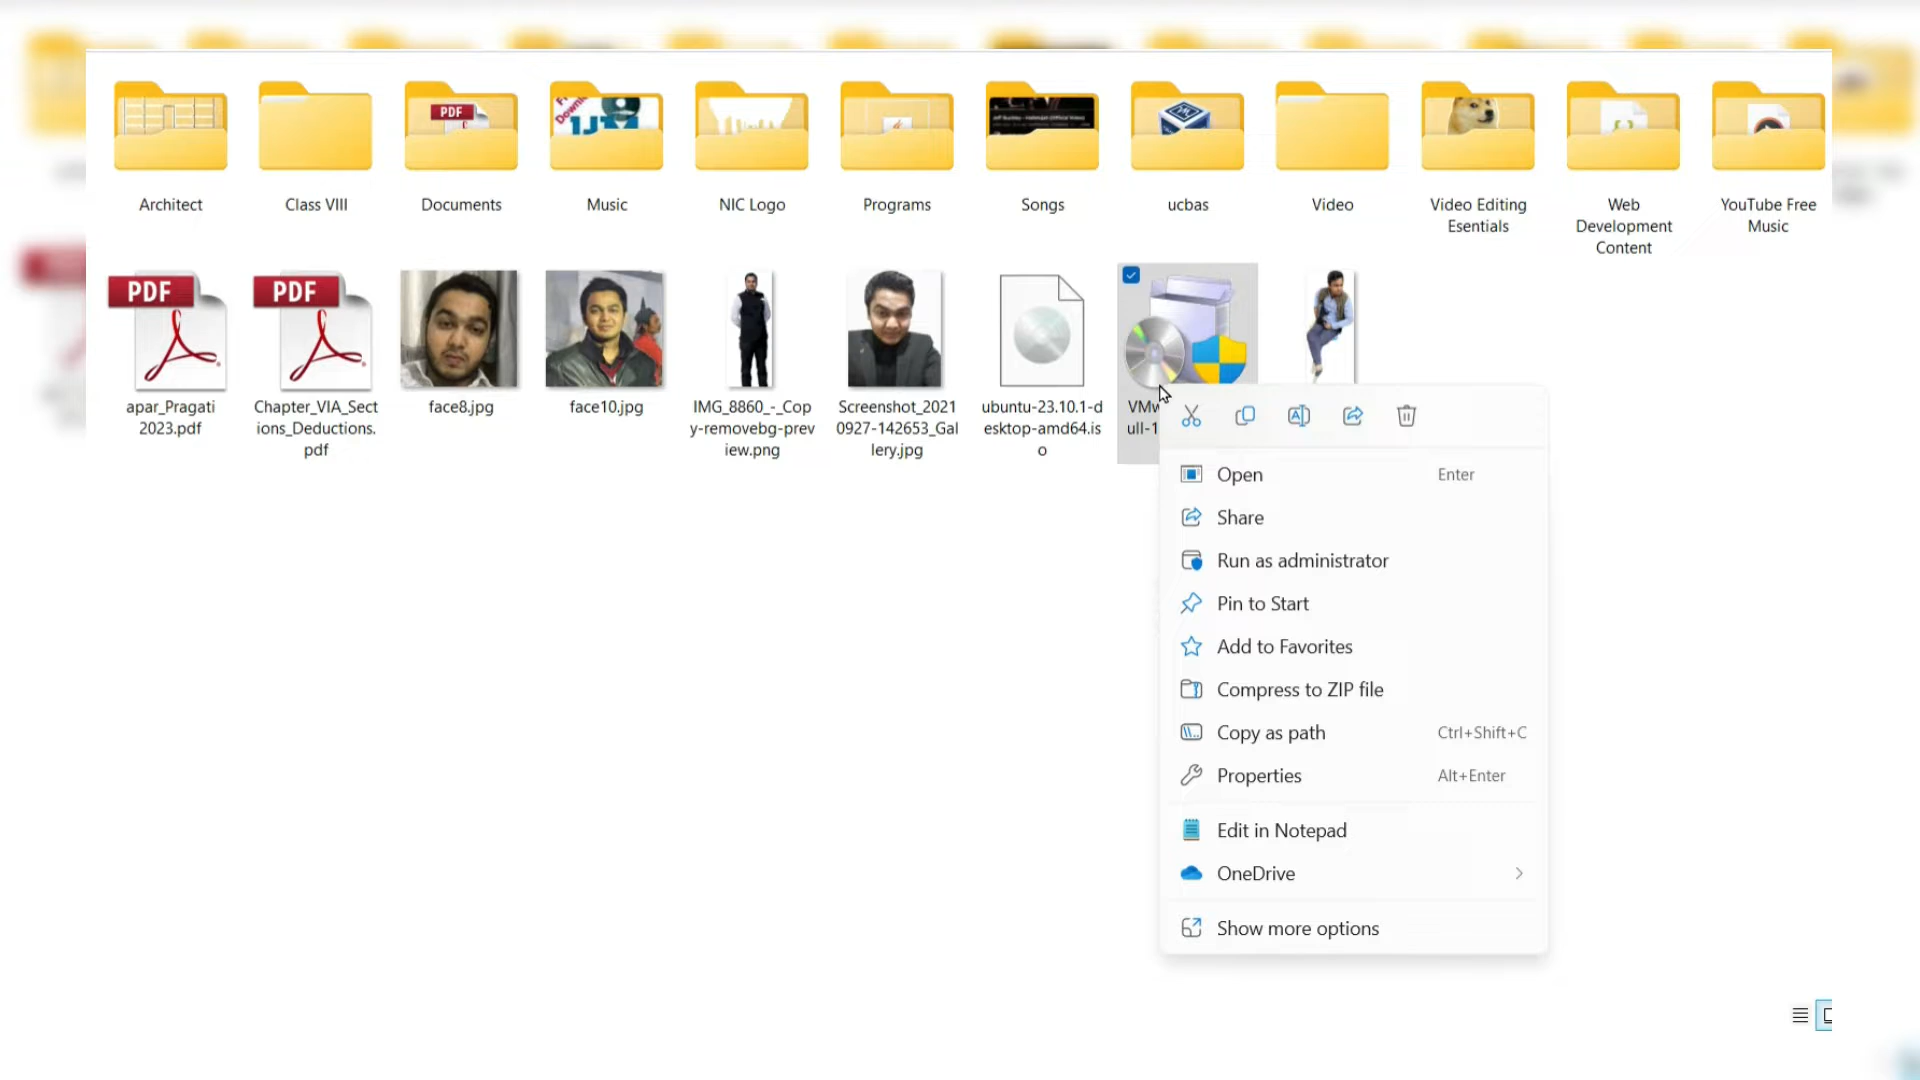 PDF
Architect
Class VIII
Documents
Music
NIC Logo
Programs
Songs
ucbas
Video
Video Editing
Esentials
Web
Development
Content
YouTube Free
Music
PDF
PDF
apar_Pragati
2023.pdf
Chapter_VIA_Sect
ions_Deductions.
pdf
face8.jpg
face10.jpg
IMG_8860_-_Cop
y-removebg-prev
iew.png
Screenshot_2021
0927-142653_Gal
lery.jpg
ubuntu-23.10.1-d
esktop-amd64.is
o
Open Enter
Share
Run as administrator
Pin to Start
Add to Favorites
Compress to ZIP file
Copy as path Ctrl+Shift+C
Properties Alt+Enter
Edit in Notepad
OneDrive
Show more options